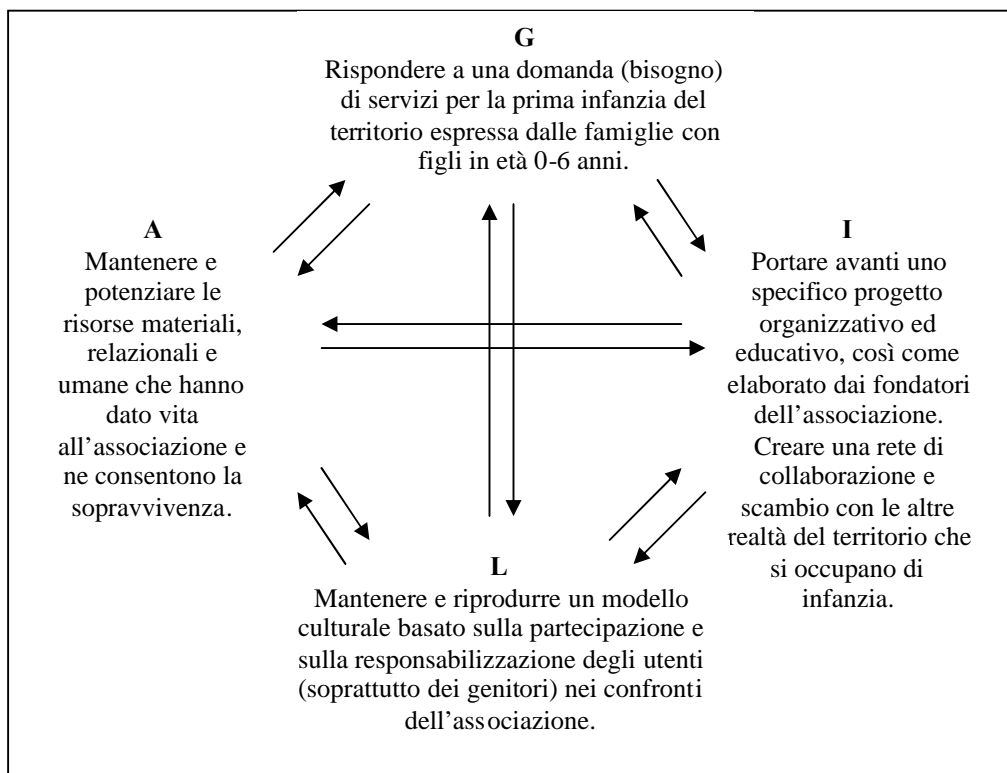 G
Rispondere a una domanda (bisogno)
di servizi per la prima infanzia del
territorio espressa dalle famiglie con
figli in età 0-6 anni.
A
Mantenere e
potenziare le
risorse materiali,
relazionali e
umane che hanno
dato vita
all’associazione e
ne consentono la
sopravvivenza.
I
Portare avanti uno
specifico progetto
organizzativo ed
educativo, così come
elaborato dai fondatori
dell’associazione.
Creare una rete di
collaborazione e
scambio con le altre
realtà del territorio che
si occupano di
infanzia.
L
Mantenere e riprodurre un modello
culturale basato sulla partecipazione e
sulla responsabilizzazione degli utenti
(soprattutto dei genitori) nei confronti
dell’associazione.